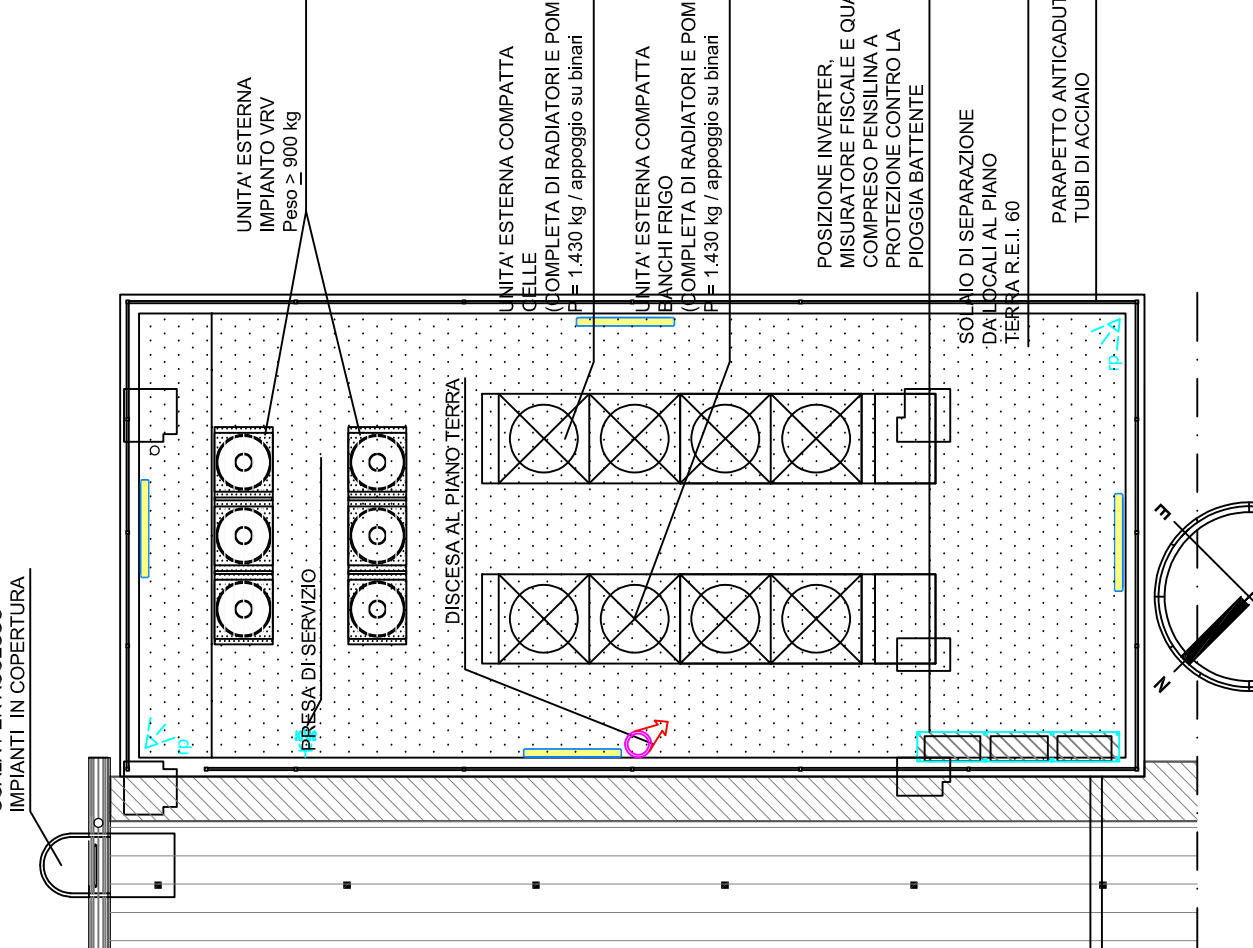 UNITA' ESTERNA
IMPIANTO VRV
Peso ≥ 900 kg
UNITA' ESTERNA COMPATTA
CELLE
(COMPLETA DI RADIATORI E POM
P = 1.430 kg / appoggio su binari
UNITA' ESTERNA COMPATTA
BANCHI FRIGO
(COMPLETA DI RADIATORI E POM
P = 1.430 kg / appoggio su binari
POSIZIONE INVERTER,
MISURATORE FISCALE E QUA
COMPRESO PENSILINA A
PROTEZIONE CONTRO LA
PIOGGIA BATTENTE
SOLAIO DI SEPARAZIONE
DA LOCALI AL PIANO
TERRA R.E.I. 60
PARAPETTO ANTICADUT
TUBI DI ACCIAIO
DISCESA AL PIANO TERRA
PRESA DI SERVIZIO
IMPIANTI IN COPERTURA
rp
rp
E
N